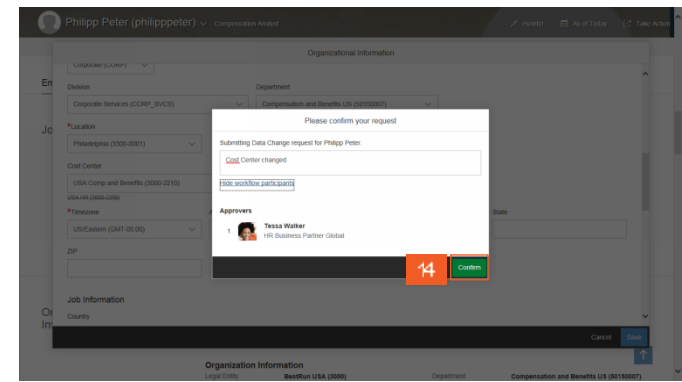 Philipp Peter (philipppeter) Compensation Analyst Header As of Today Take Action
Organizational Information
Corporate (CORP)
Division Department
Corporate Services (CORP_SVCS) Compensation and Benefits US (50150007)
Please confirm your request
*Location
Philadelphia (3000-0001)
Submitting Data Change request for Philipp Peter.
Cost Center changed
Cost Center
USA Comp and Benefits (3000-2210)
Hide workflow participants
USA HR (3000-2200)
*Timezone
Approvers
State
US/Eastern (GMT-05:00)
1 Tessa Walker
HR Business Partner Global
ZIP
14 Confirm
Job Information
Country
Cancel Save
Organization Information
Legal Entity BestRun USA (3000) Department Compensation and Benefits US (50150007)